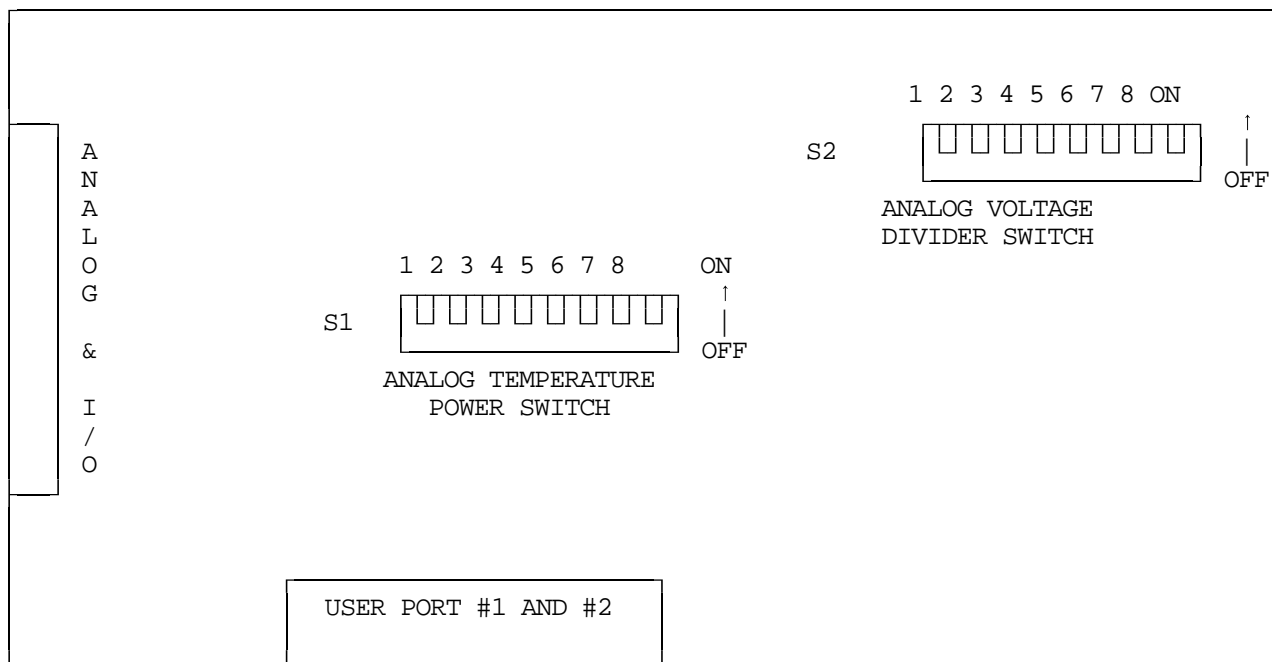 1 2 3 4 5 6 7 8 ON
↑
S2
|
OFF
ANALOG VOLTAGE
DIVIDER SWITCH
ANALOG & I/O
1 2 3 4 5 6 7 8 ON
↑
S1
|
OFF
ANALOG TEMPERATURE
POWER SWITCH
USER PORT #1 AND #2